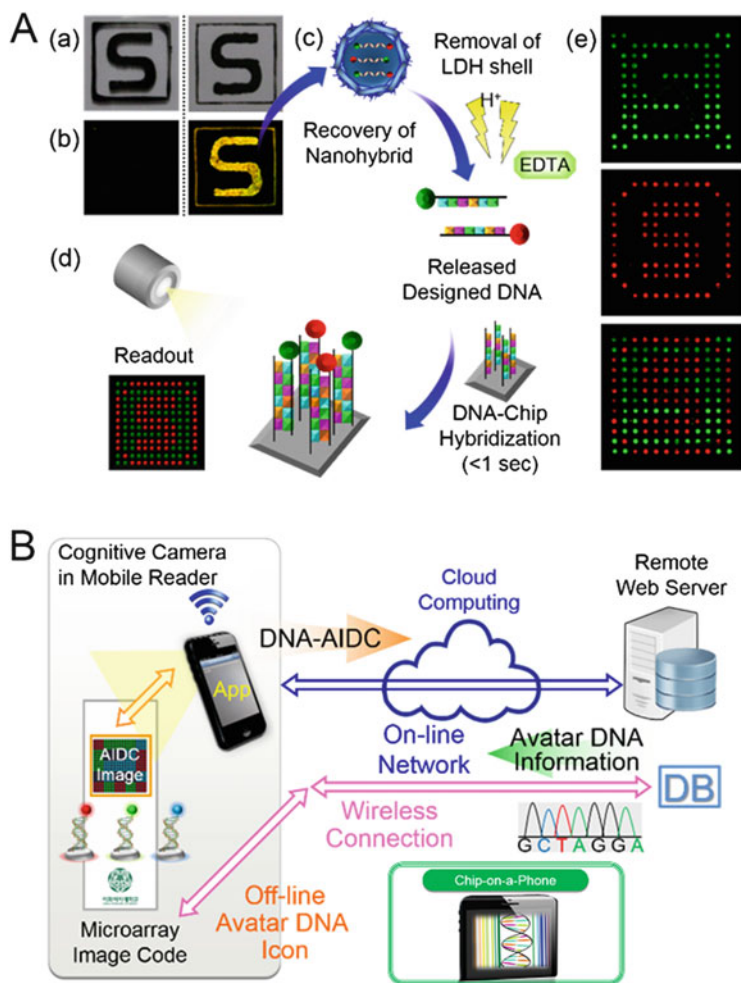 A
(a)
S
S
(b)
S
(c)
Removal of
LDH shell
H+
EDTA
Recovery of
Nanohybrid
Released
Designed DNA
DNA-Chip
Hybridization
(<1 sec)
(d)
Readout
(e)
S
S
B
Cognitive Camera
in Mobile Reader
App
AIDC
Image
Microarray
Image Code
DNA-AIDC
Cloud
Computing
Remote
Web Server
On-line
Network
Avatar DNA
Information
Wireless
Connection
DB
GCTAGGA
Off-line
Avatar DNA
Icon
Chip-on-a-Phone